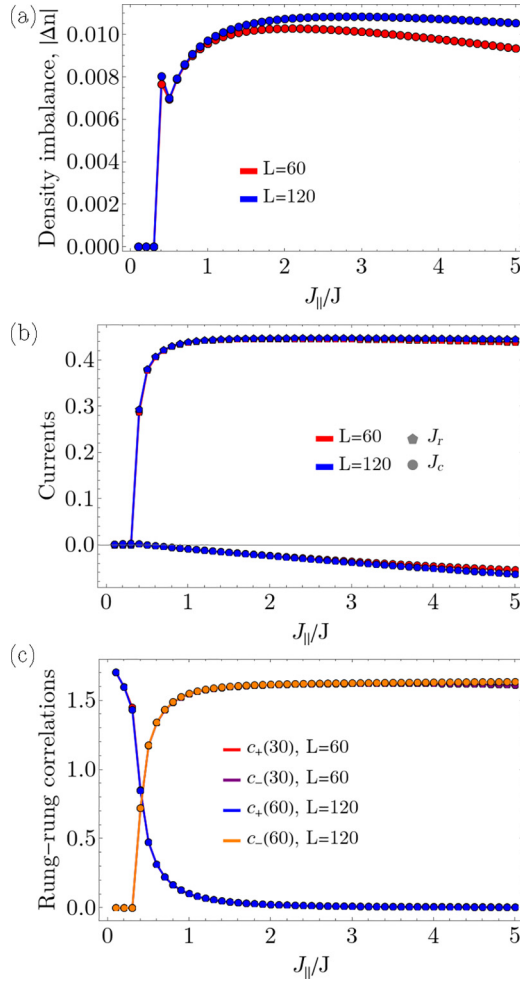 (a)
Density imbalance, |Δn|
0.010
0.008
0.006
0.004
0.002
0.000
L=60
L=120
0 1 2 3 4 5
J∥/J
(b)
Currents
0.4
0.3
0.2
0.1
0.0
L=60 Jr
L=120 Jc
0 1 2 3 4 5
J∥/J
(c)
Rung-rung correlations
1.5
1.0
0.5
0.0
c+(30), L=60
c−(30), L=60
c+(60), L=120
c−(60), L=120
0 1 2 3 4 5
J∥/J